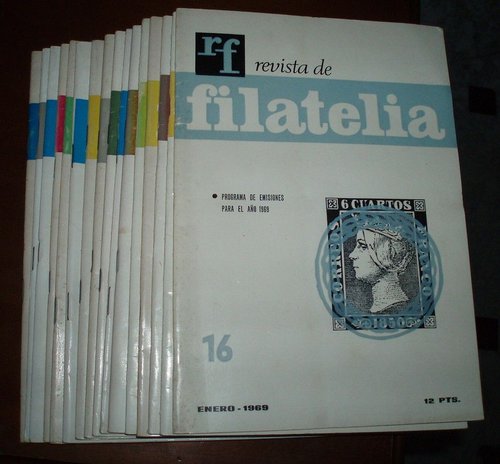 rf revista de
filatelia
• PROGRAMA DE EMISIONES
PARA EL AÑO 1969
6 CUARTOS
CORREOS
FRANCO
1850
16
ENERO - 1969
12 PTS.